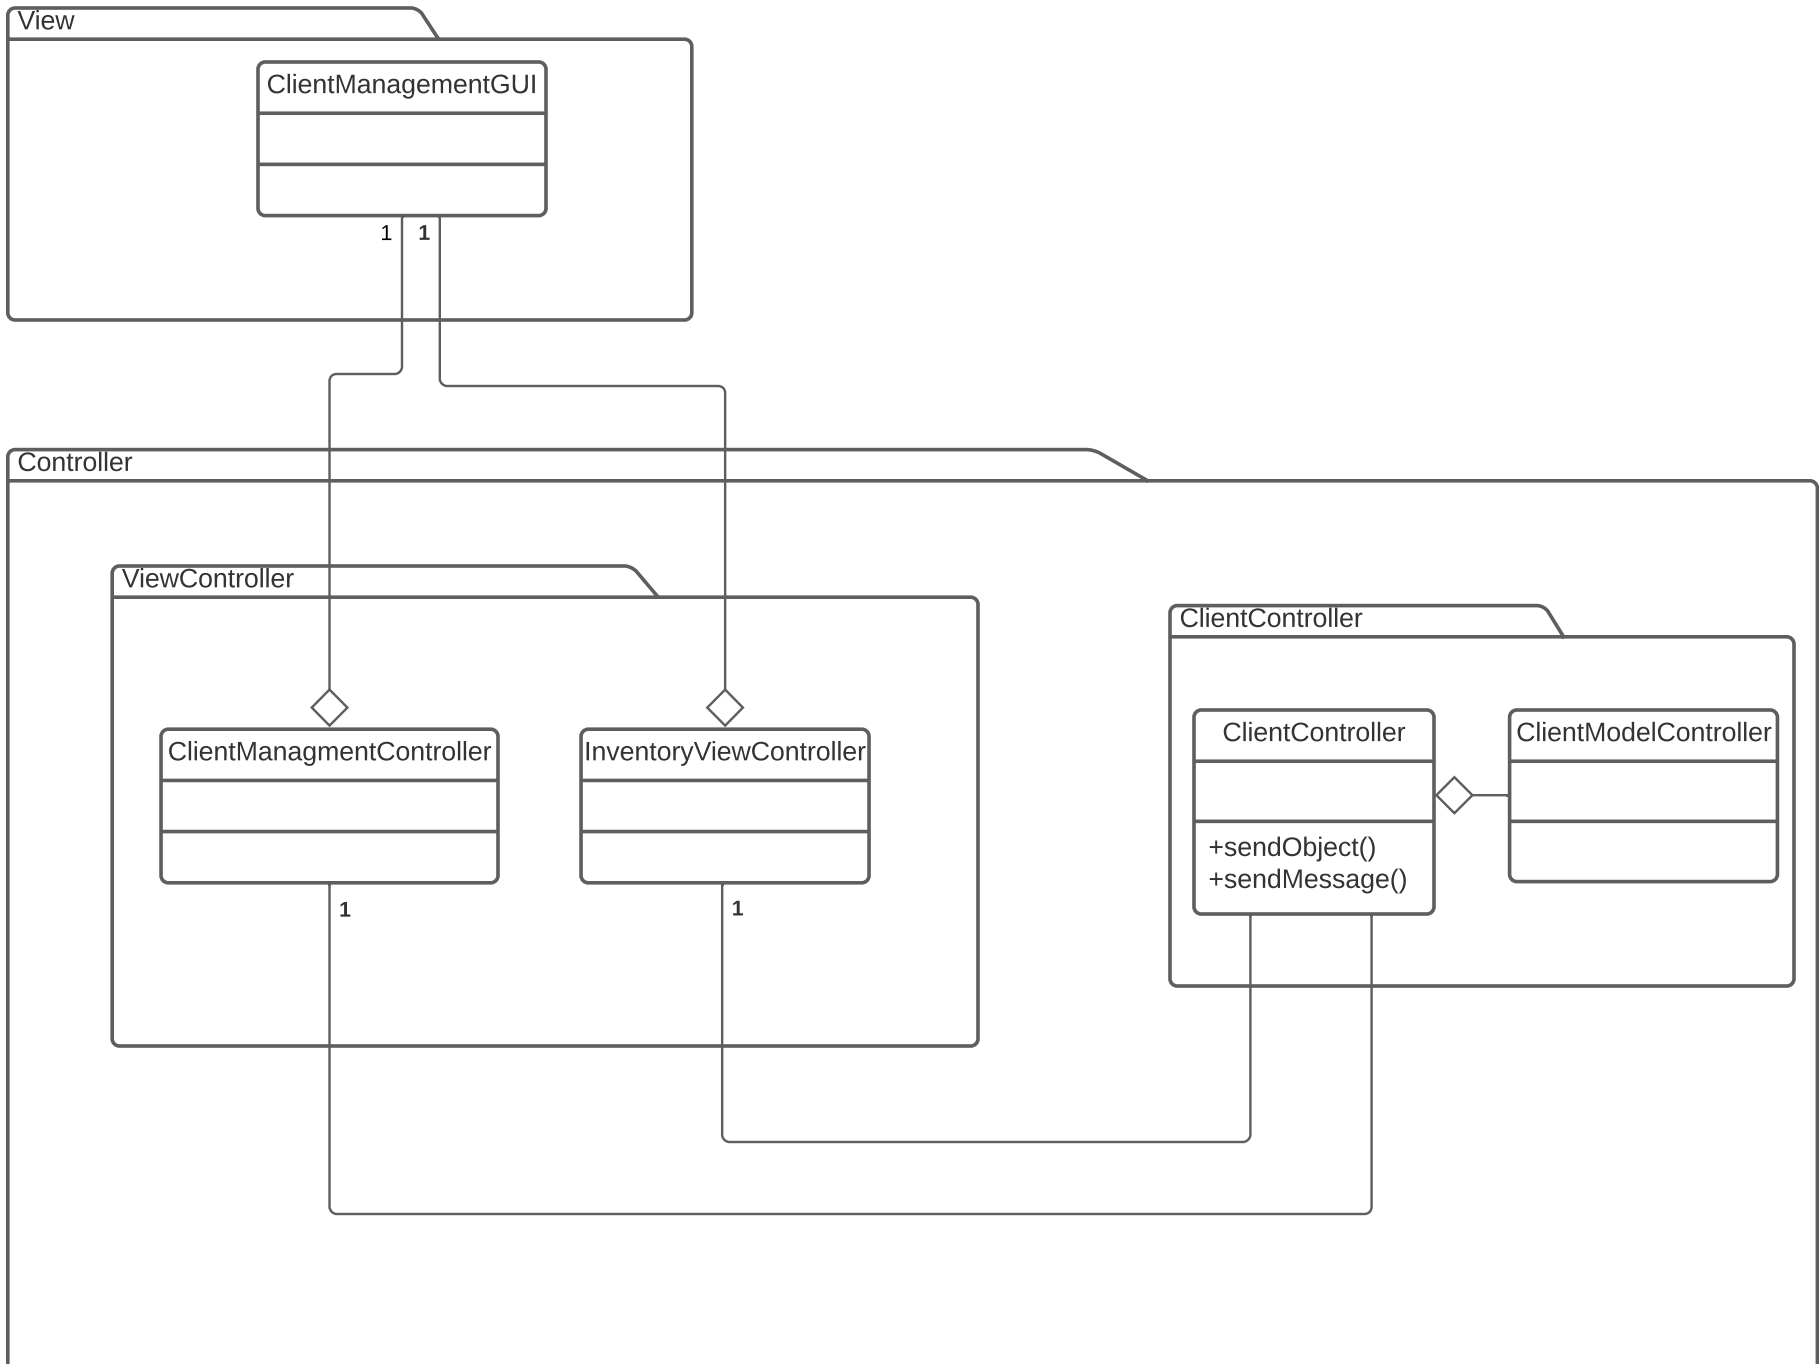 View
ClientManagementGUI
1
1
Controller
ViewController
ClientController
ClientManagmentController
InventoryViewController
ClientController
ClientModelController
+sendObject()
+sendMessage()
1
1